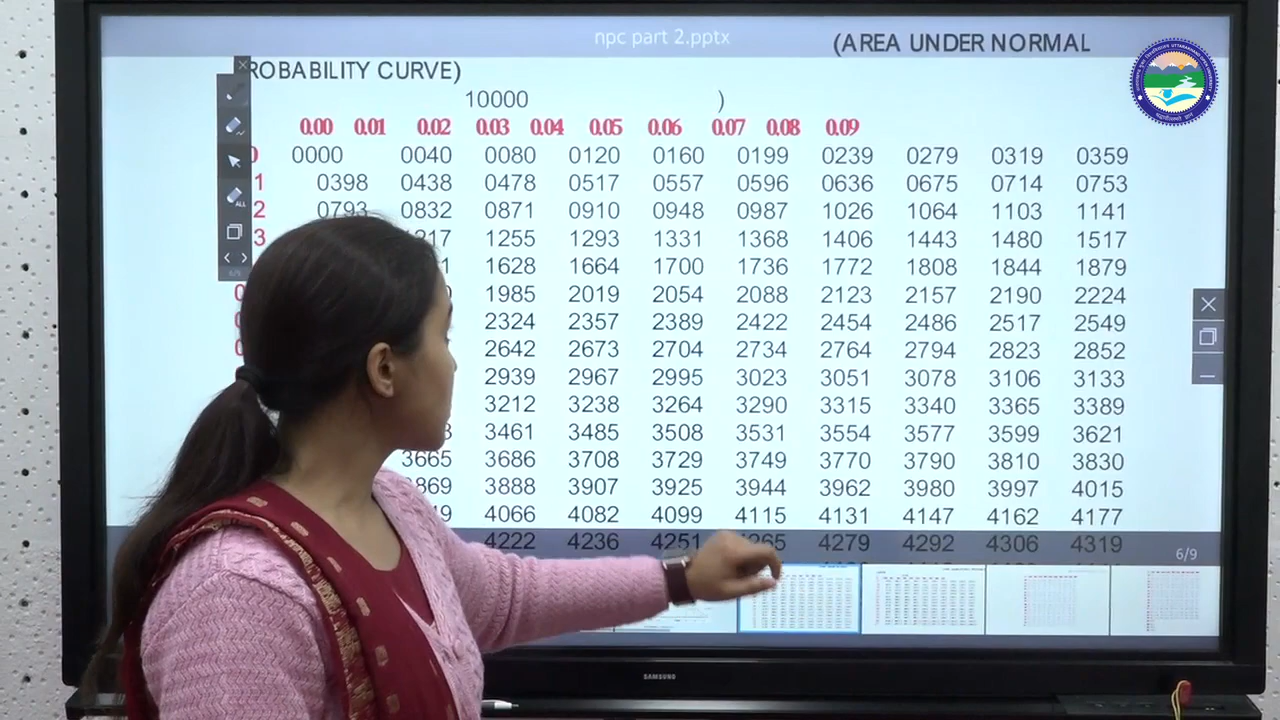 npc part 2.pptx
(AREA UNDER NORMAL
ROBABILITY CURVE)
10000 )
0.00 0.01 0.02 0.03 0.04 0.05 0.06 0.07 0.08 0.09
0000 0040 0080 0120 0160 0199 0239 0279 0319 0359
1 0398 0438 0478 0517 0557 0596 0636 0675 0714 0753
2 0793 0832 0871 0910 0948 0987 1026 1064 1103 1141
3 1255 1293 1331 1368 1406 1443 1480 1517
1628 1664 1700 1736 1772 1808 1844 1879
1985 2019 2054 2088 2123 2157 2190 2224
2324 2357 2389 2422 2454 2486 2517 2549
2642 2673 2704 2734 2764 2794 2823 2852
2939 2967 2995 3023 3051 3078 3106 3133
3212 3238 3264 3290 3315 3340 3365 3389
3461 3485 3508 3531 3554 3577 3599 3621
3665 3686 3708 3729 3749 3770 3790 3810 3830
3888 3907 3925 3944 3962 3980 3997 4015
4066 4082 4099 4115 4131 4147 4162 4177
4222 4236 4251 4265 4279 4292 4306 4319
6/9
ALL
6/9
SAMSUNG